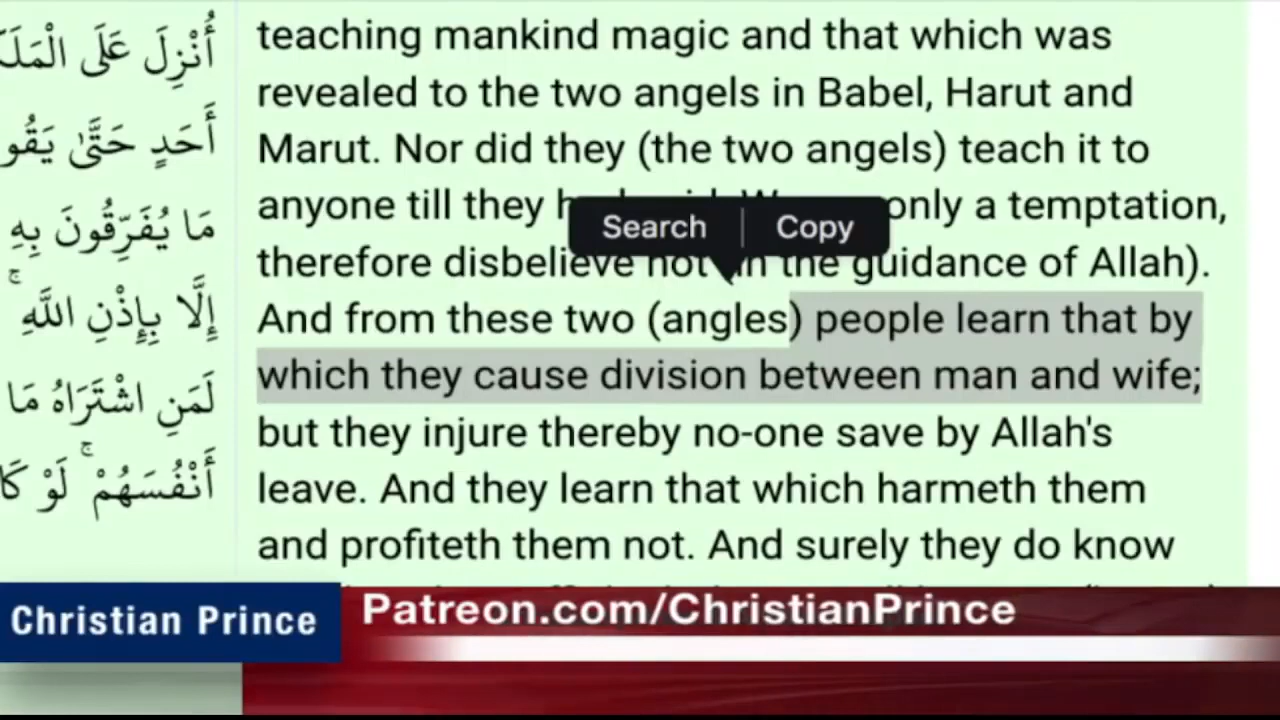 أُنْزِلَ عَلَى
أَحَدٍ حَتَّىٰ
مَا يُفَرِّقُونَ بِهِ
إِلَّا بِإِذْنِ اللَّهِ ۚ
لَمَنِ اشْتَرَاهُ مَا
أَنْفُسَهُمْ ۚ لَوْ
teaching mankind magic and that which was
revealed to the two angels in Babel, Harut and
Marut. Nor did they (the two angels) teach it to
anyone till they only a temptation,
Search Copy
therefore disbelieve not the guidance of Allah).
And from these two (angles) people learn that by
which they cause division between man and wife;
but they injure thereby no-one save by Allah's
leave. And they learn that which harmeth them
and profiteth them not. And surely they do know
Christian Prince
Patreon.com/ChristianPrince